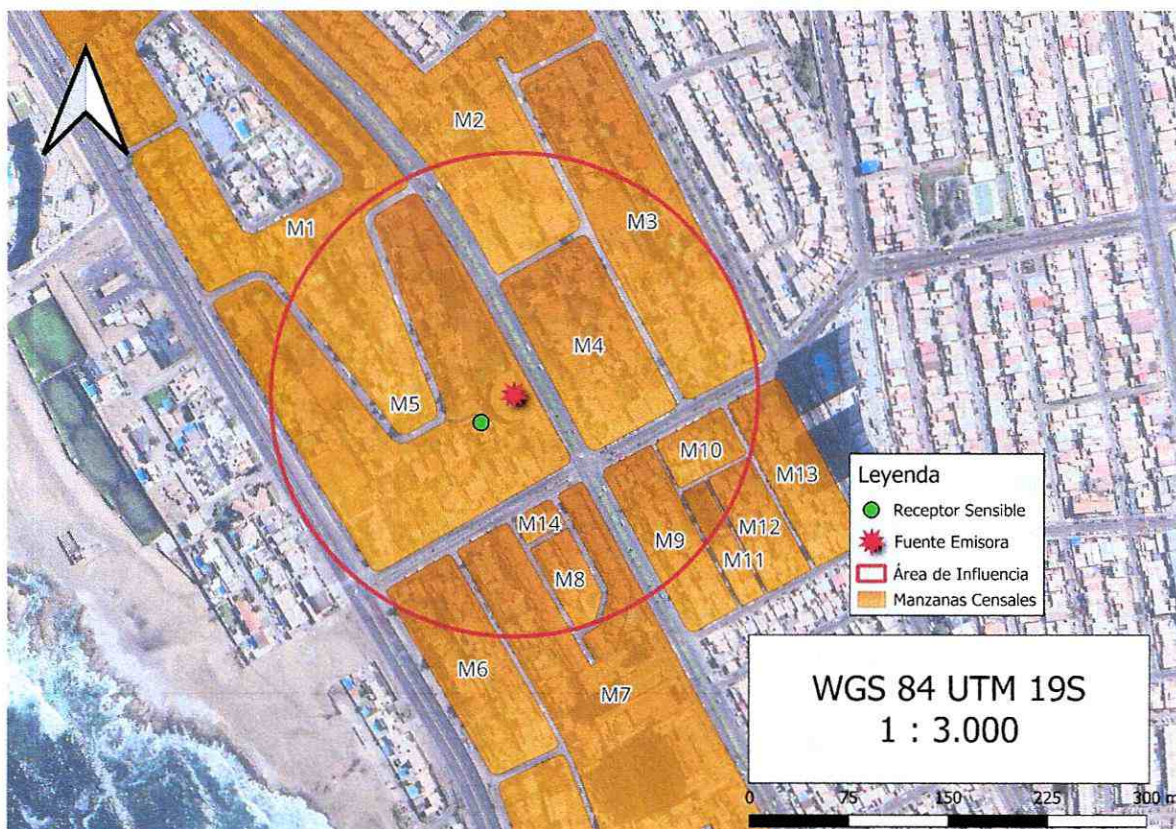 M2
M1
M3
M4
M5
M10
M13
M14
M9
M12
M8
M11
M6
M7
Leyenda
Receptor Sensible
Fuente Emisora
Área de Influencia
Manzanas Censales
WGS 84 UTM 19S
1 : 3.000
0 75 150 225 300 m